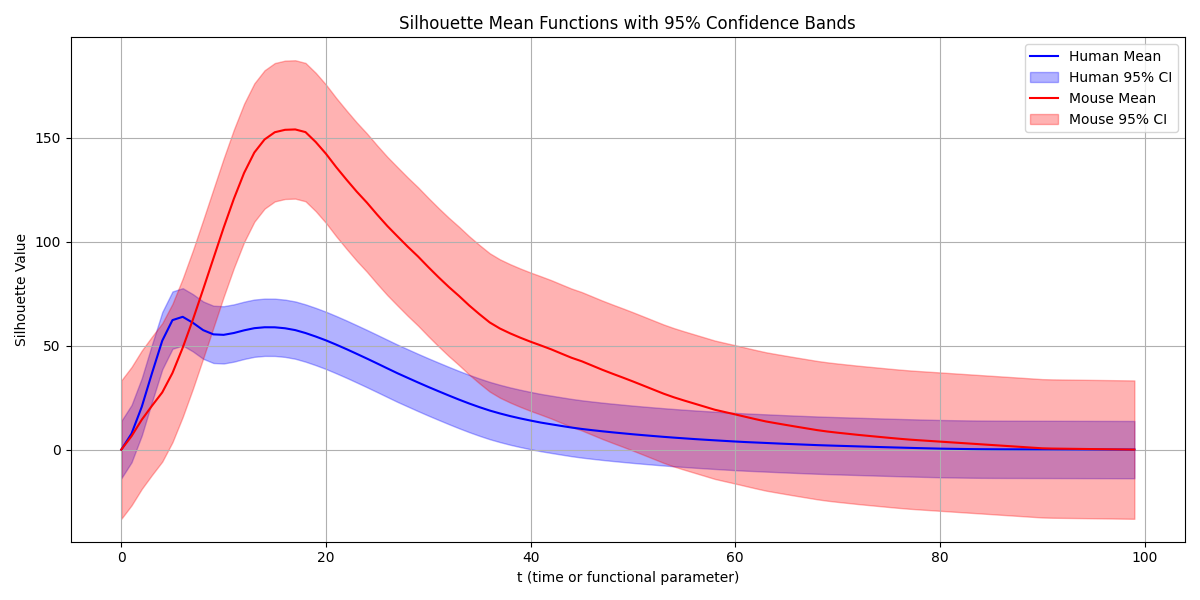 Silhouette Mean Functions with 95% Confidence Bands
Human Mean
Human 95% CI
Mouse Mean
Mouse 95% CI
Silhouette Value
150
100
50
0
0 20 40 60 80 100
t (time or functional parameter)